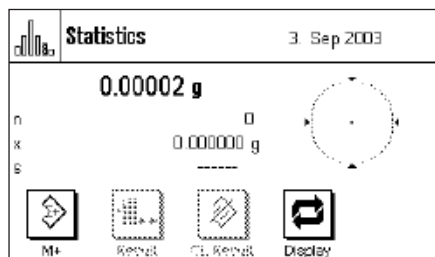 Statistics
3. Sep 2003
0.00002 g
n 0
x 0.000000 g
s ------
M+ Result CL Result Display